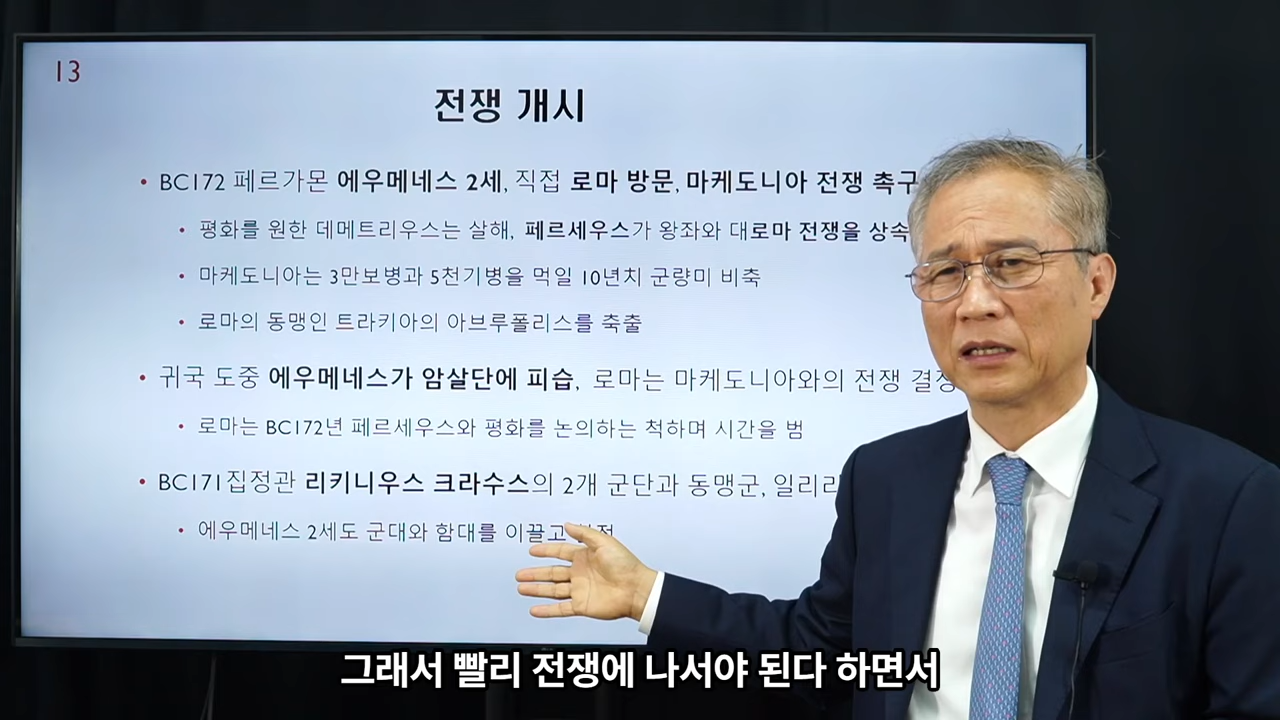 13
전쟁 개시
• BC172 페르가몬 에우메네스 2세, 직접 로마 방문, 마케도니아 전쟁 촉구
• 평화를 원한 데메트리우스는 살해, 페르세우스가 왕좌와 대로마 전쟁을 상속
• 마케도니아는 3만보병과 5천기병을 먹일 10년치 군량미 비축
• 로마의 동맹인 트라키아의 아브루폴리스를 축출
• 귀국 도중 에우메네스가 암살단에 피습, 로마는 마케도니아와의 전쟁 결정
• 로마는 BC172년 페르세우스와 평화를 논의하는 척하며 시간을 범
• BC171집정관 리키니우스 크라수스의 2개 군단과 동맹군,
• 에우메네스 2세도 군대와 함대를 이끌고
그래서 빨리 전쟁에 나서야 된다 하면서